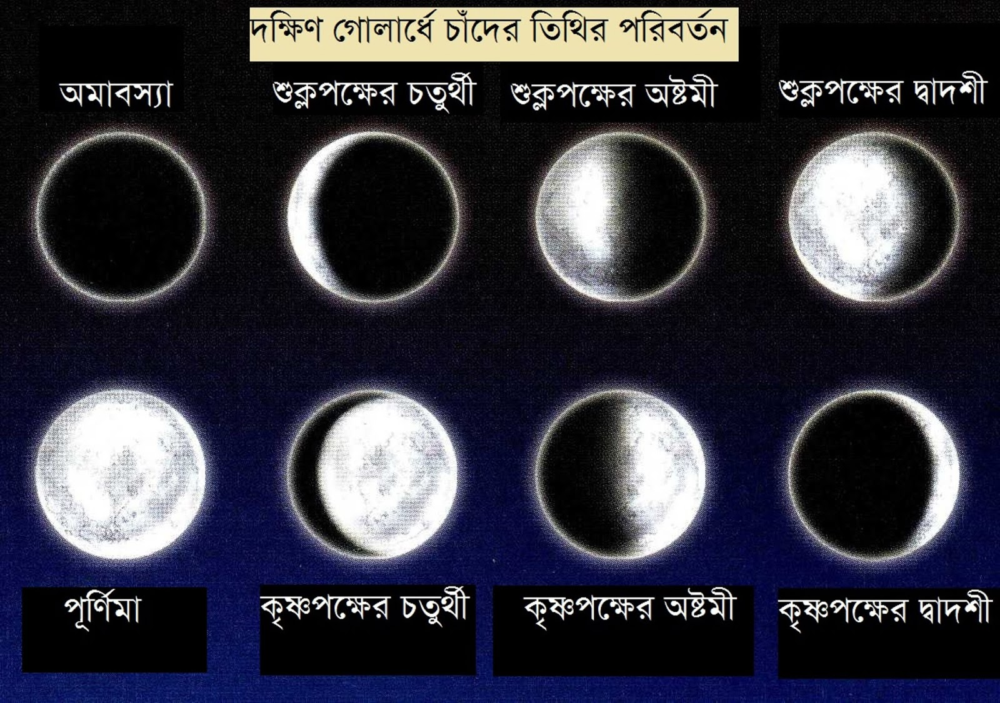 দক্ষিণ গোলার্ধে চাঁদের তিথির পরিবর্তন
অমাবস্যা
শুক্লপক্ষের চতুর্থী
শুক্লপক্ষের অষ্টমী
শুক্লপক্ষের দ্বাদশী
পূর্ণিমা
কৃষ্ণপক্ষের চতুর্থী
কৃষ্ণপক্ষের অষ্টমী
কৃষ্ণপক্ষের দ্বাদশী